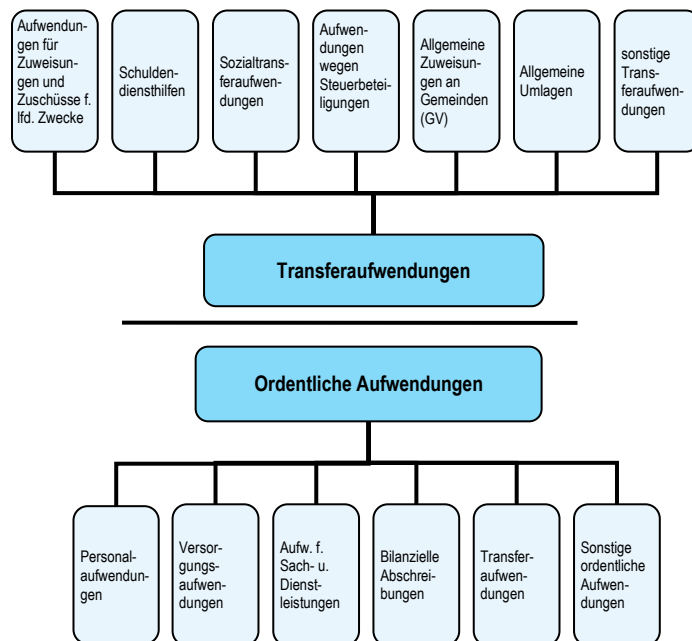 Aufwendun-
gen für
Zuweisun-
gen und
Zuschüsse f.
lfd. Zwecke
Schulden-
diensthilfen
Sozialtrans-
feraufwen-
dungen
Aufwen-
dungen
wegen
Steuerbetei-
ligungen
Allgemeine
Zuweisun-
gen an
Gemeinden
(GV)
Allgemeine
Umlagen
sonstige
Trans-
feraufwen-
dungen
Transferaufwendungen
Ordentliche Aufwendungen
Personal-
aufwendun-
gen
Versor-
gungs-
aufwen-
dungen
Aufw. f.
Sach- u.
Dienst-
leistungen
Bilanzielle
Abschrei-
bungen
Transfer-
aufwen-
dungen
Sonstige
ordentliche
Aufwen-
dungen